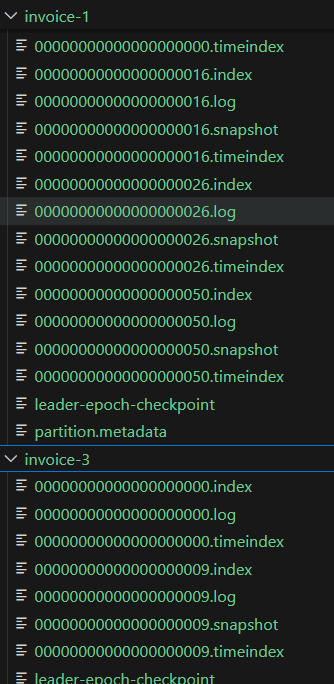 invoice-1
00000000000000000000.timeindex
00000000000000000016.index
00000000000000000016.log
00000000000000000016.snapshot
00000000000000000016.timeindex
00000000000000000026.index
00000000000000000026.log
00000000000000000026.snapshot
00000000000000000026.timeindex
00000000000000000050.index
00000000000000000050.log
00000000000000000050.snapshot
00000000000000000050.timeindex
leader-epoch-checkpoint
partition.metadata
invoice-3
00000000000000000000.index
00000000000000000000.log
00000000000000000000.timeindex
00000000000000000009.index
00000000000000000009.log
00000000000000000009.snapshot
00000000000000000009.timeindex
leader-epoch-checkpoint